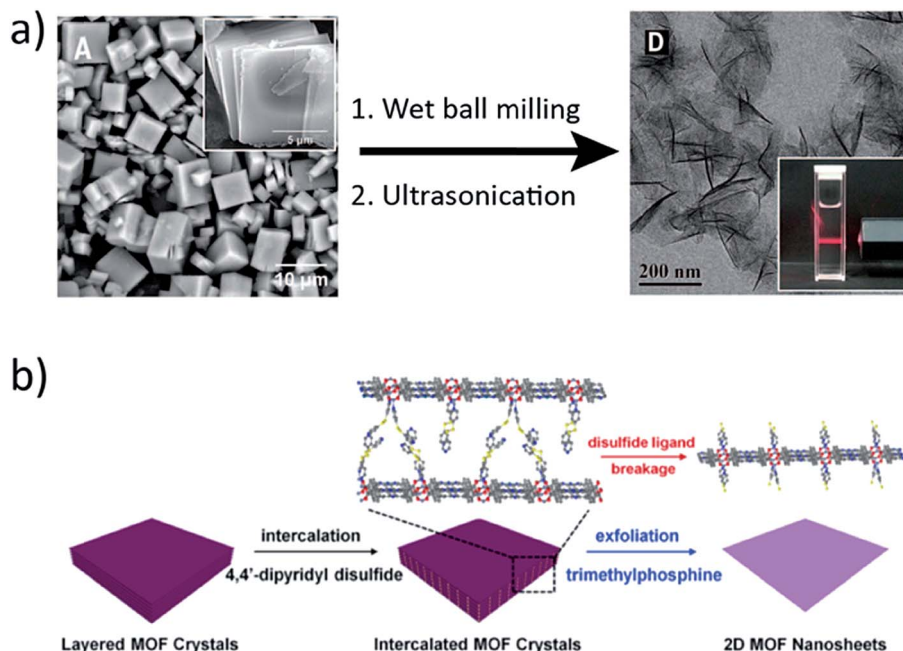 a)
A
5 µm
10 µm
1. Wet ball milling
2. Ultrasonication
D
200 nm
b)
disulfide ligand
breakage
intercalation
4,4'-dipyridyl disulfide
exfoliation
trimethylphosphine
Layered MOF Crystals
Intercalated MOF Crystals
2D MOF Nanosheets